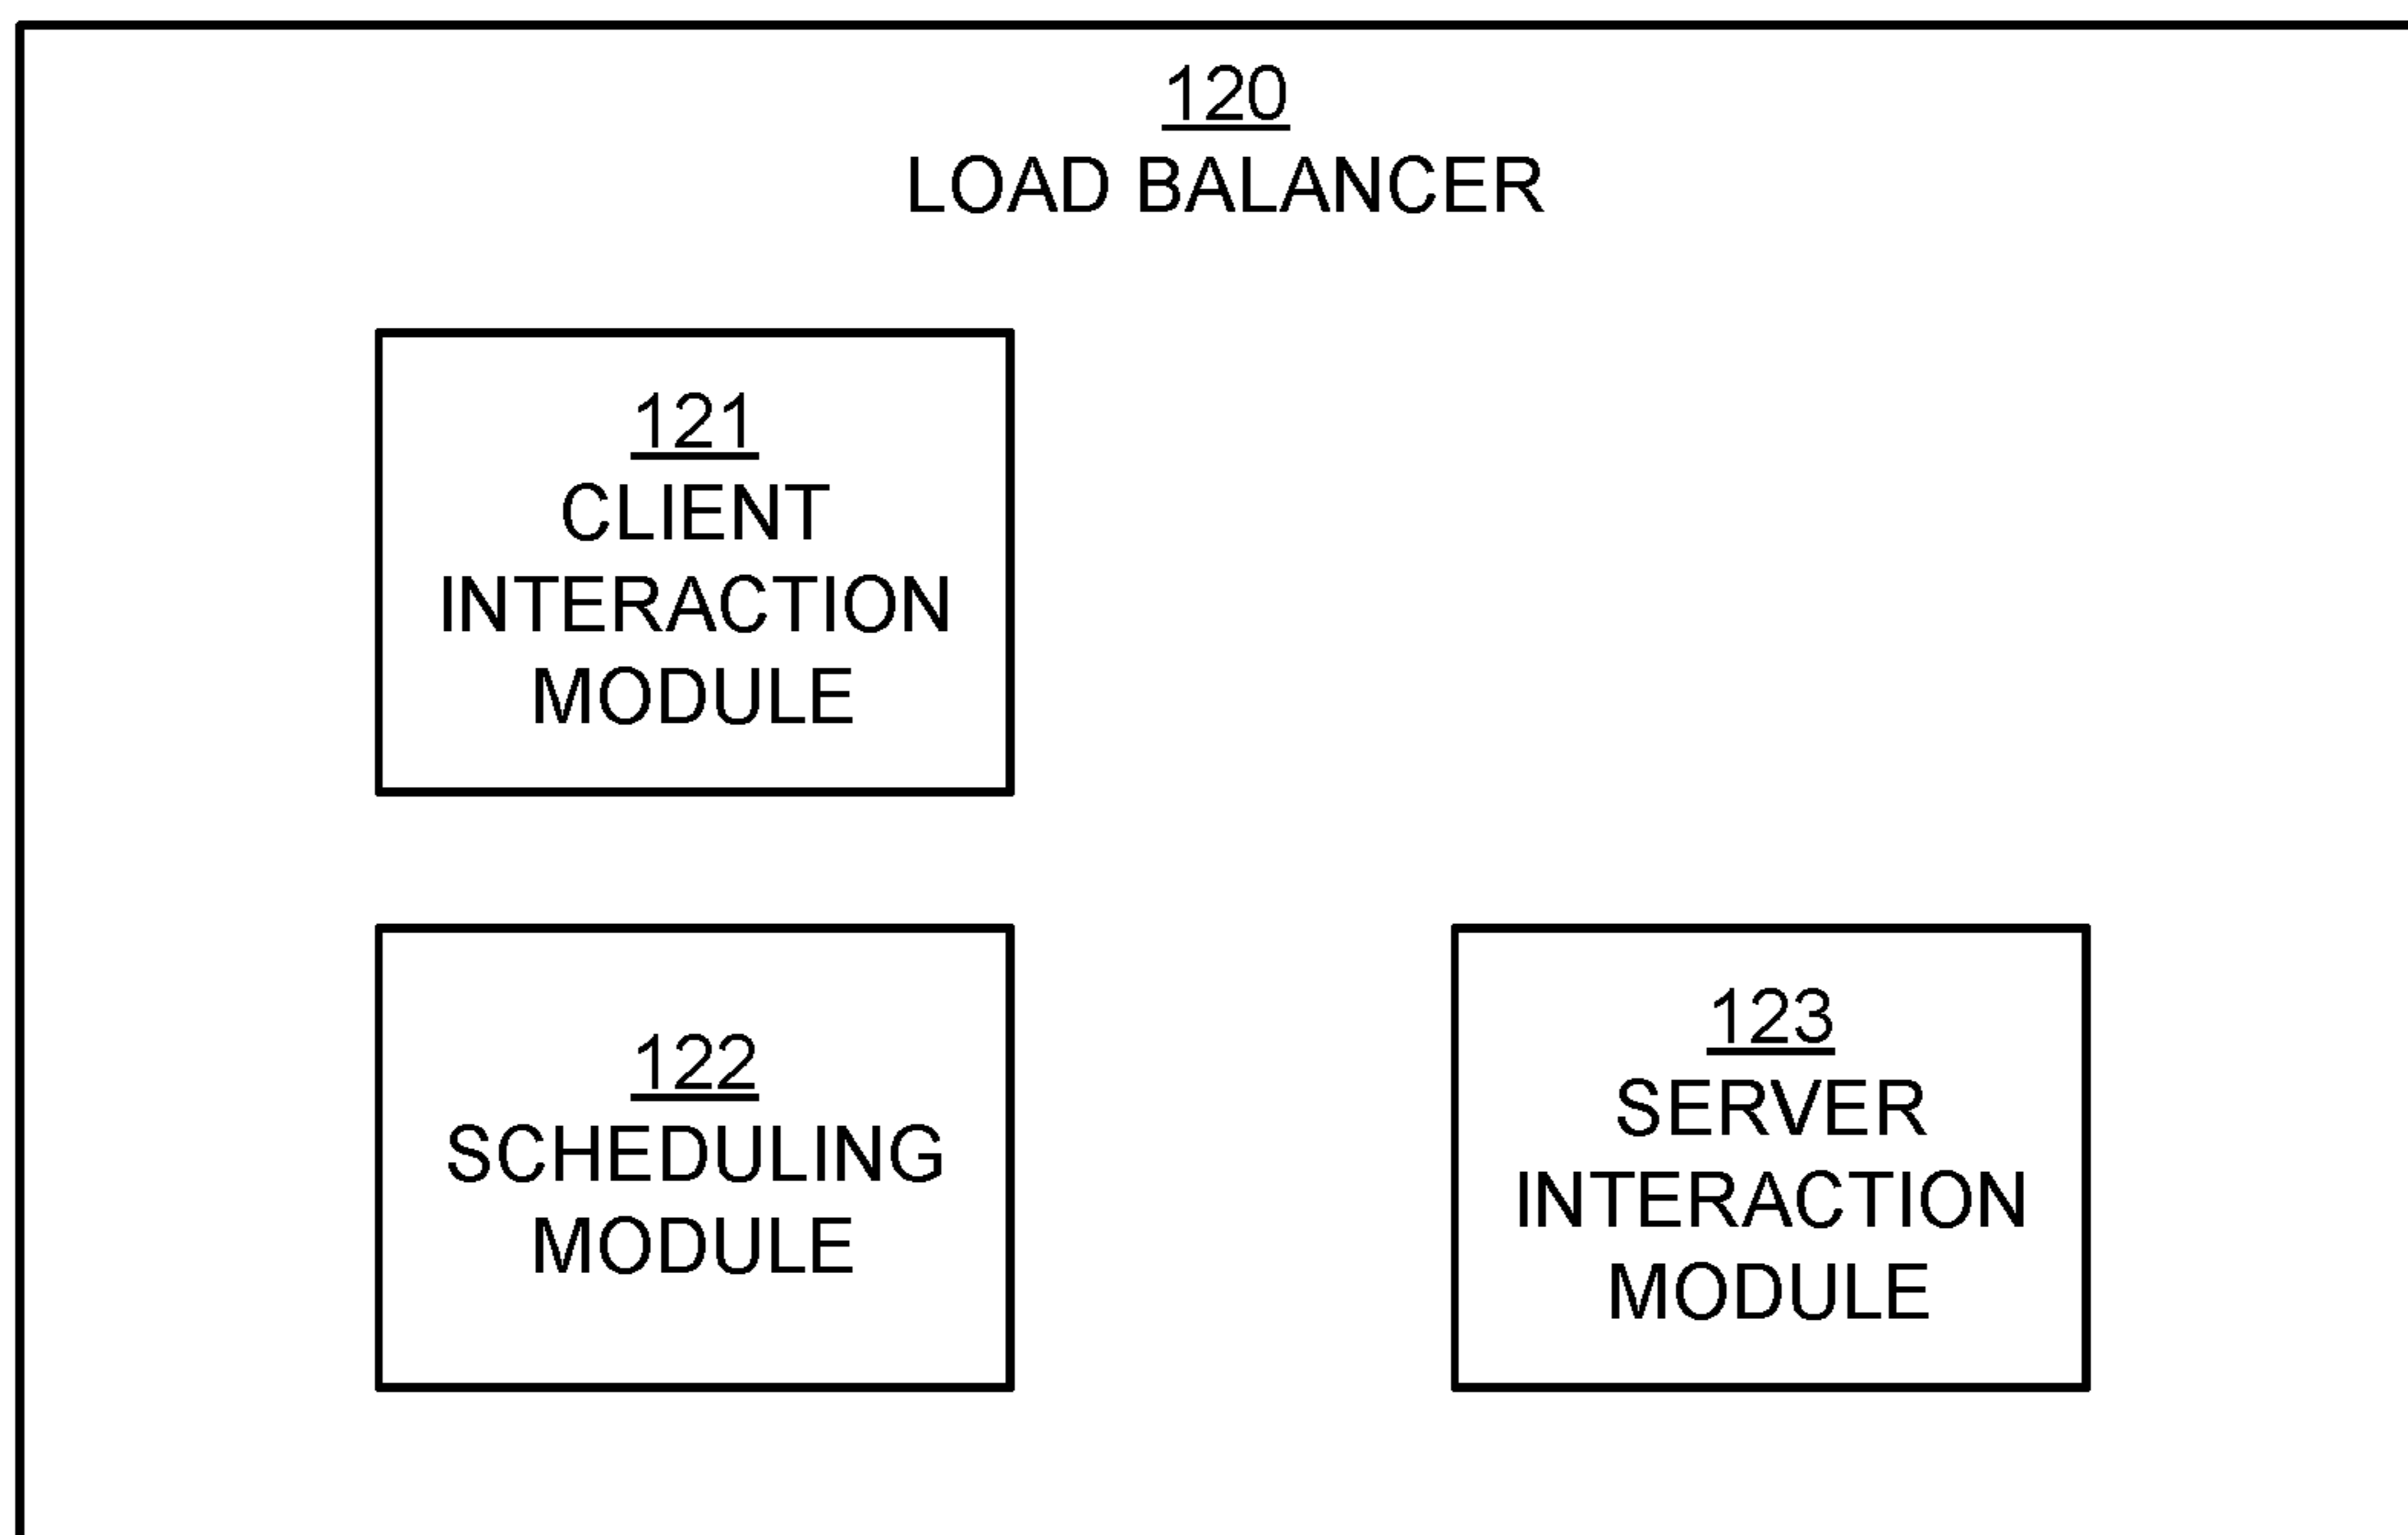 120
LOAD BALANCER
121
CLIENT
INTERACTION
MODULE
122
SCHEDULING
MODULE
123
SERVER
INTERACTION
MODULE